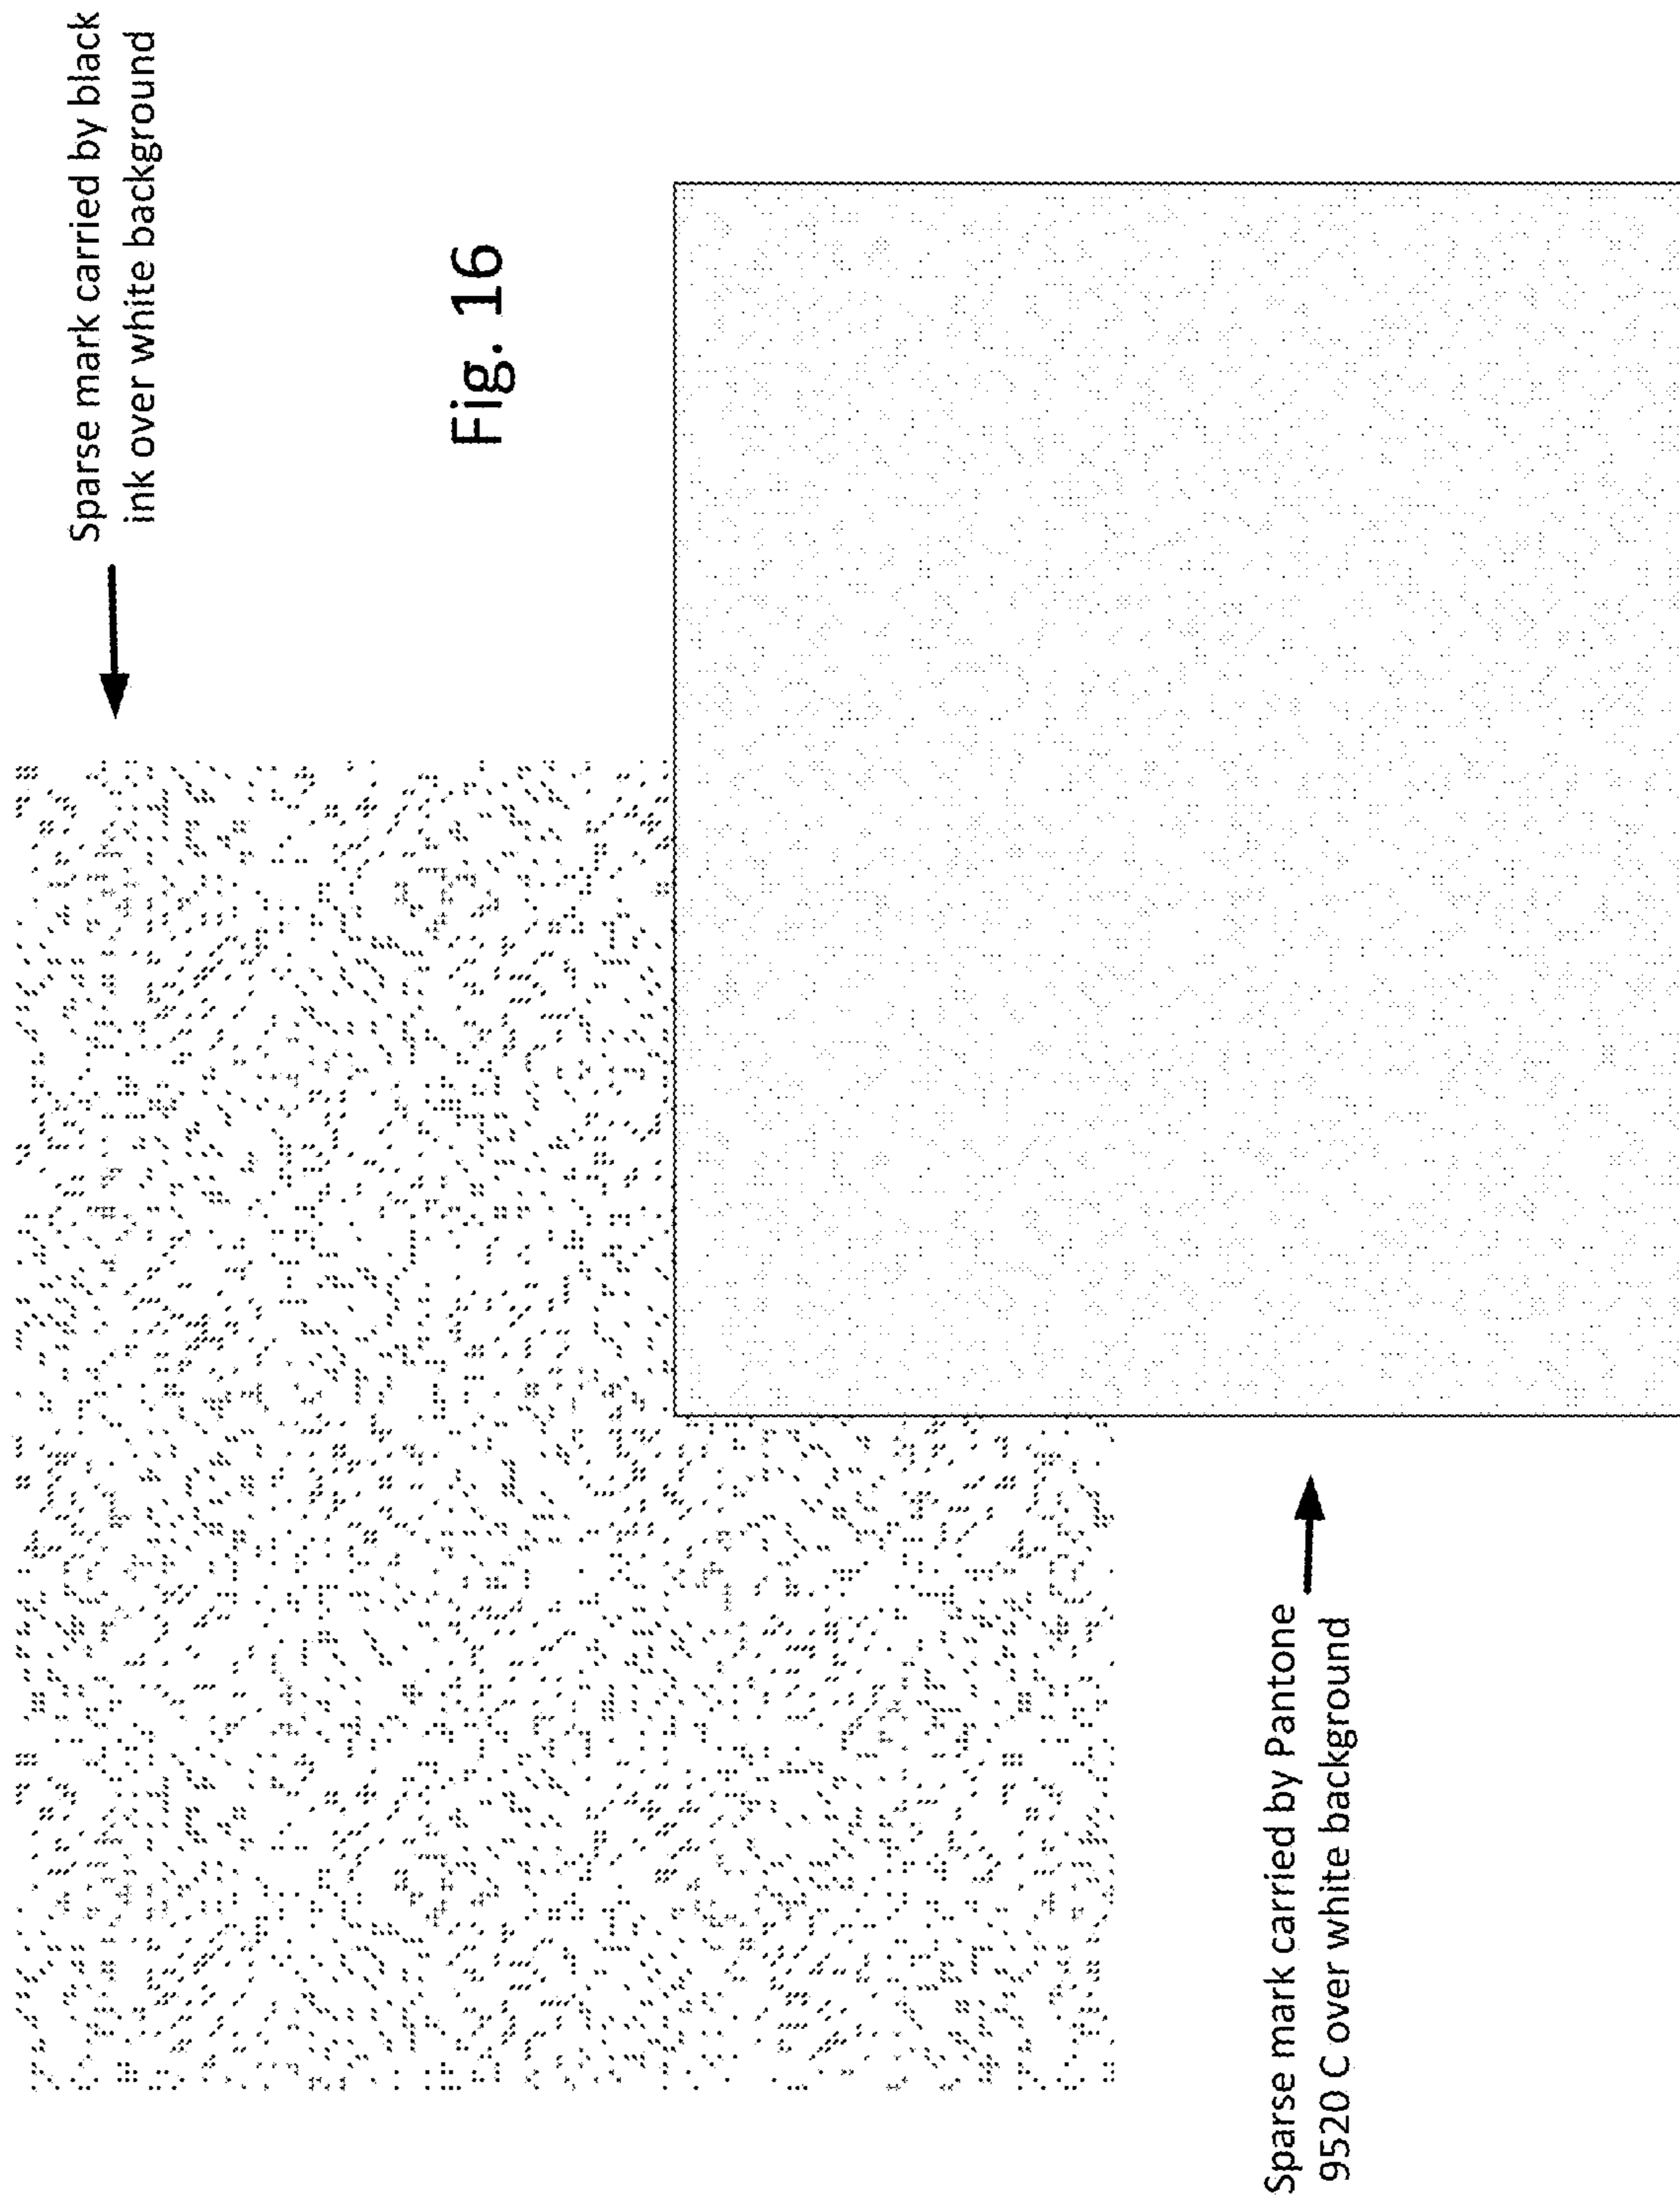 Sparse mark carried by black
ink over white background
Fig. 16
Sparse mark carried by Pantone
9520 C over white background